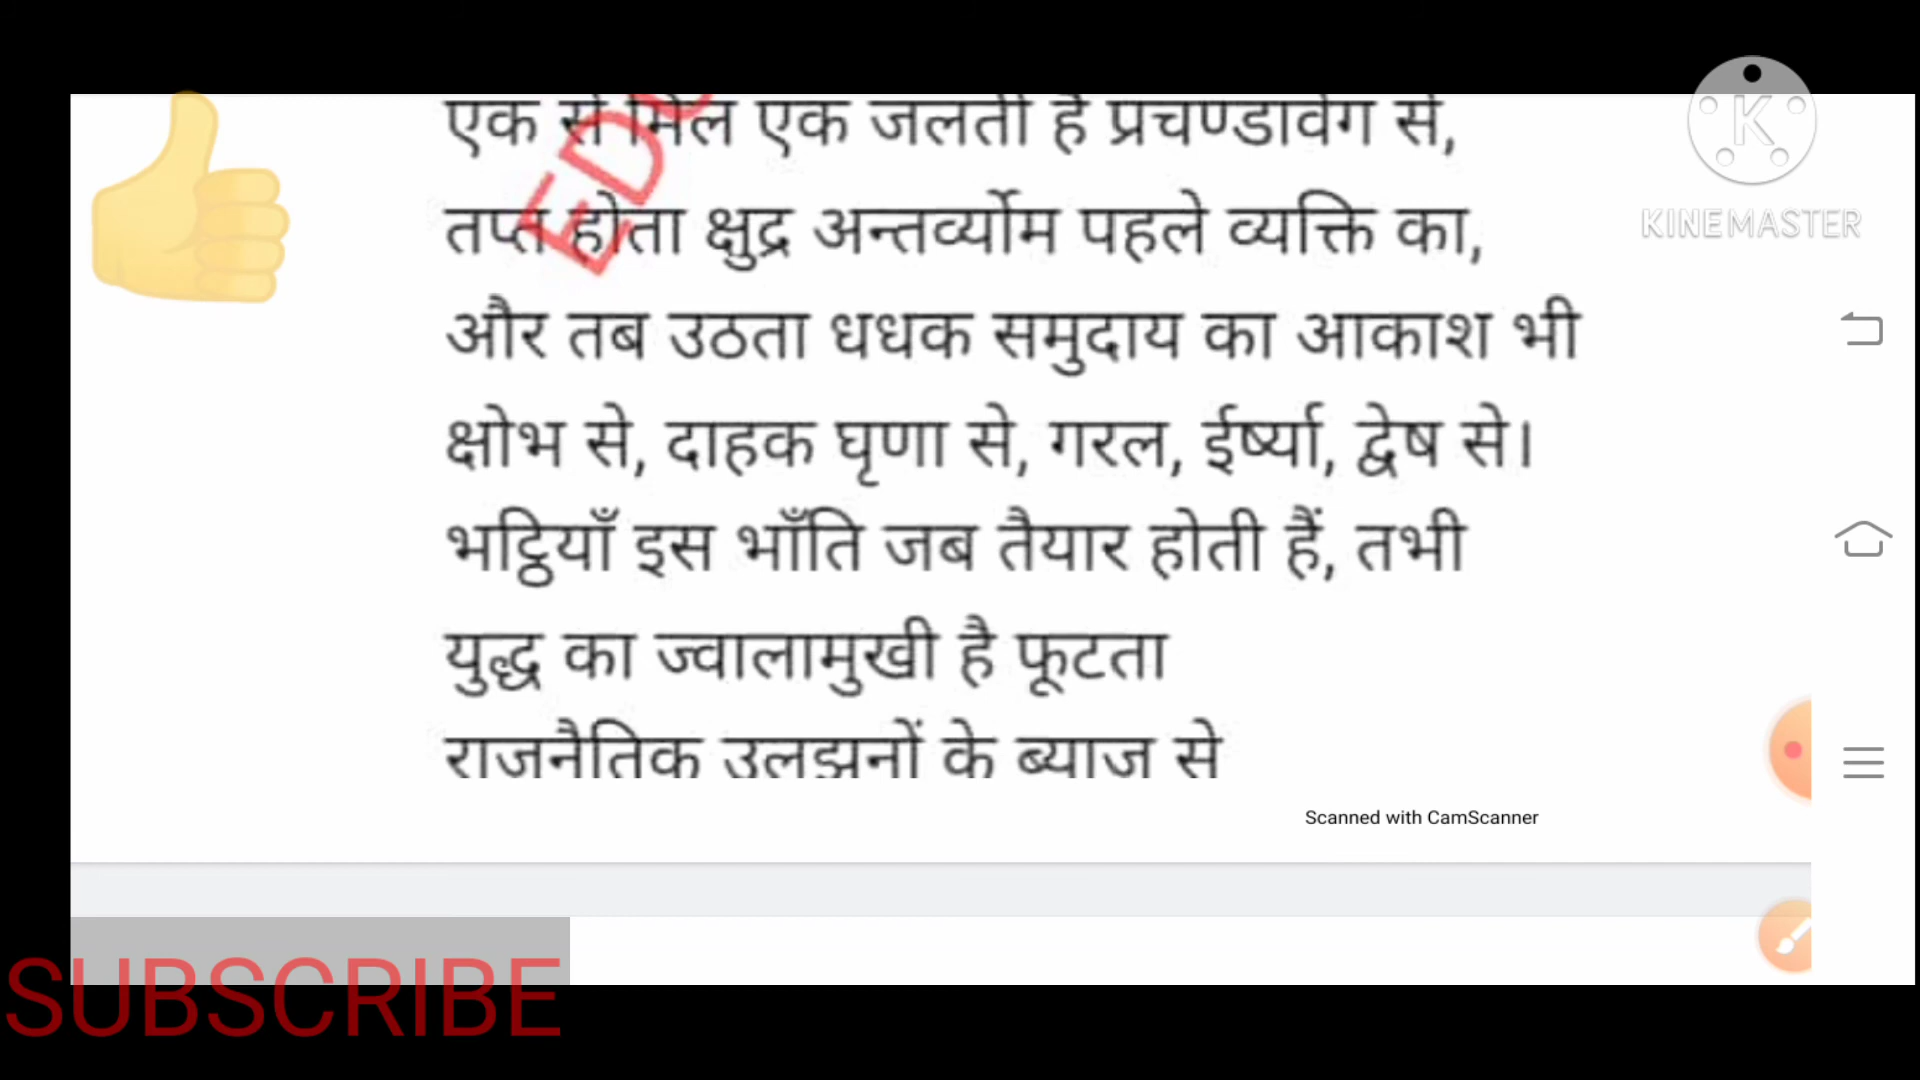 एक से मिल एक जलती हैं प्रचण्डावेग से,
तप्त होता क्षुद्र अन्तर्व्योम पहले व्यक्ति का,
और तब उठता धधक समुदाय का आकाश भी
क्षोभ से, दाहक घृणा से, गरल, ईर्ष्या, द्वेष से।
भट्ठियाँ इस भाँति जब तैयार होती हैं, तभी
युद्ध का ज्वालामुखी है फूटता
राजनैतिक उलझनों के ब्याज से
Scanned with CamScanner
K
KINEMASTER
SUBSCRIBE